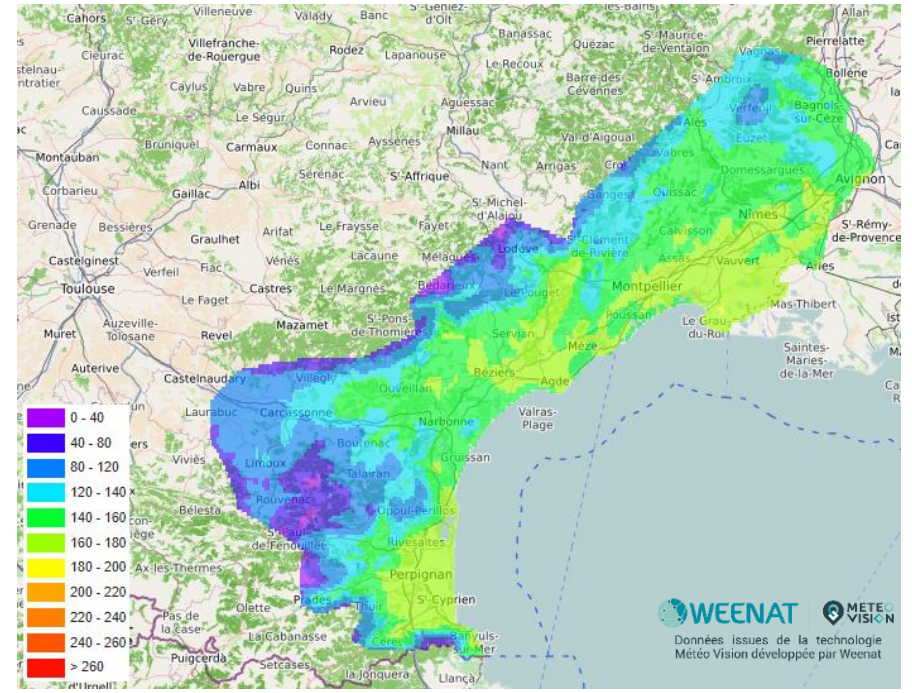 Cahors
St-Géry
Villeneuve
Valady
Banc
St-Geniez-
d'Olt
les-Bains
Banassac
Quézac
St-Maurice-
de-Ventalon
Allan
Pierrelatte
Cieurac
Villefranche-
de-Rouergue
Rodez
Lapanouse
Le Recoux
Vagnas
Bollène
Barre-des-
Cévennes
St-Ambroix
Caylus
Vabre
Quins
Arvieu
Aguessac
Verfeuil
Bagnols-
sur-Cèze
Caussade
Le Ségur
Millau
Val-d'Aigoual
Alès
Euzet
Bruniquel
Carmaux
Connac
Ayssènes
Vabres
Montauban
Sérénac
St-Affrique
Nant
Arrigas
Domessargues
Corbarieu
Gaillac
Albi
Ganges
Quissac
Avignon
Grenade
Bessières
Le Fraysse
Fayet
St-Michel-
d'Alajou
Nîmes
St-Rémy-
de-Provence
Graulhet
Arifat
Lodève
St-Clément-
de-Rivière
Calvisson
Castelginest
Lacaune
Mélagues
Assas
Vauvert
Arles
Verfeil
Fiac
Vénès
Bédarieux
Le Pouget
Montpellier
Toulouse
Castres
Le Margnès
Mas-Thibert
Le Faget
St-Pons-
de-Thomières
Poussan
Le Grau-
du-Roi
Auzeville-
Tolosane
Revel
Mazamet
Servian
Mèze
Saintes-
Maries-
de-la-Mer
Muret
Béziers
Agde
Auterive
Castelnaudary
Villegly
Ouveillan
Valras-
Plage
Laurabuc
Carcassonne
Narbonne
0 - 40
40 - 80
Boutenac
Gruissan
80 - 120
Viviès
Limoux
Talairan
120 - 140
Bélesta
Rouvenac
Opoul-Périllos
140 - 160
St-Paul-
de-Fenouillet
160 - 180
Ax-les-Thermes
Rivesaltes
180 - 200
Perpignan
200 - 220
Olette
Prades
Thuir
St-Cyprien
220 - 240
Pas de
la Case
WEENAT
METEO
VISION
240 - 260
La Cabanasse
Céret
Banyuls-
sur-Mer
Données issues de la technologie
Météo Vision développée par Weenat
> 260
Puigcerdà
Setcases
la Jonquera
Llançà
d'Urgell